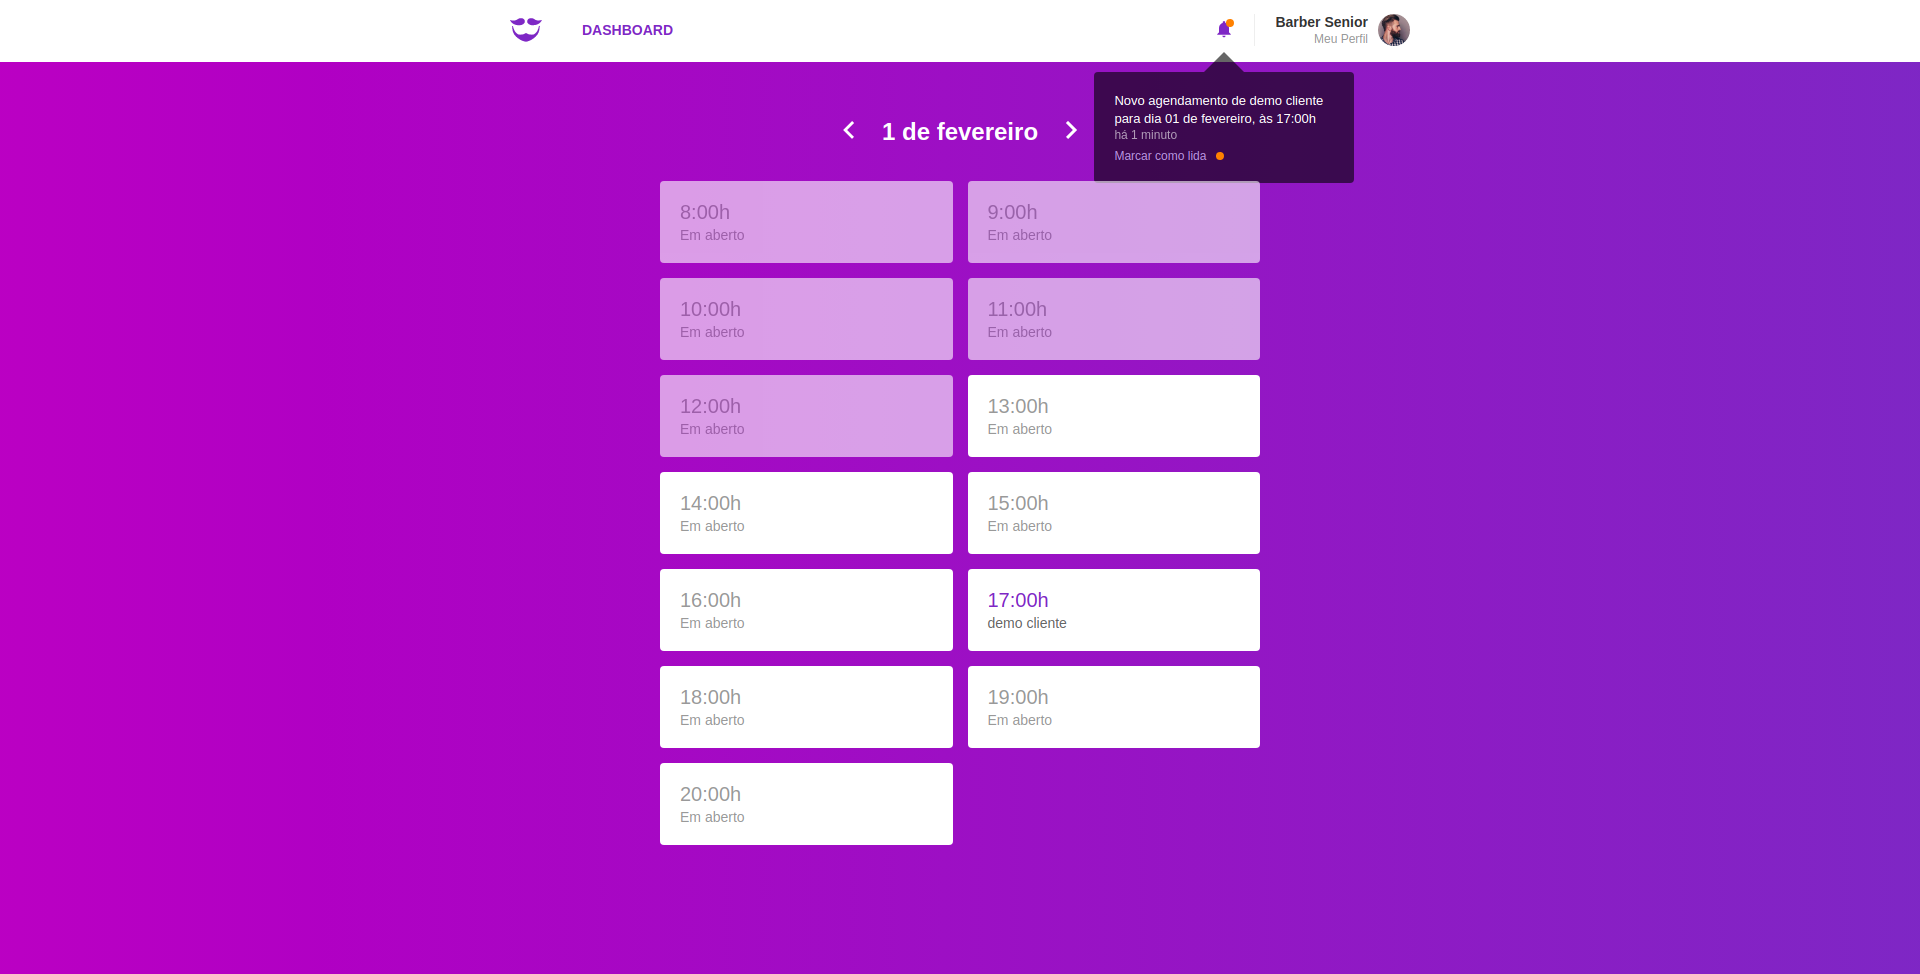 DASHBOARD
Barber Senior
Meu Perfil
Novo agendamento de demo cliente
para dia 01 de fevereiro, às 17:00h
há 1 minuto
Marcar como lida
1 de fevereiro
8:00h
Em aberto
9:00h
Em aberto
10:00h
Em aberto
11:00h
Em aberto
12:00h
Em aberto
13:00h
Em aberto
14:00h
Em aberto
15:00h
Em aberto
16:00h
Em aberto
17:00h
demo cliente
18:00h
Em aberto
19:00h
Em aberto
20:00h
Em aberto